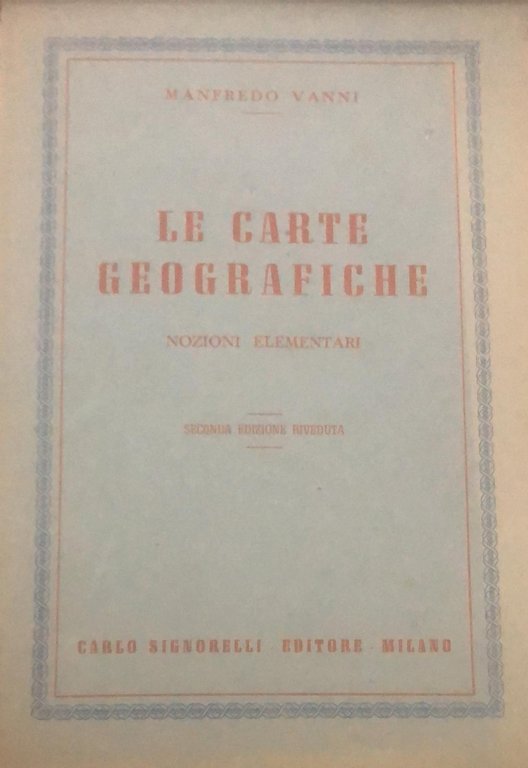 MANFREDO VANNI
LE CARTE
GEOGRAFICHE
NOZIONI ELEMENTARI
SECONDA EDIZIONE RIVEDUTA
CARLO SIGNORELLI - EDITORE - MILANO